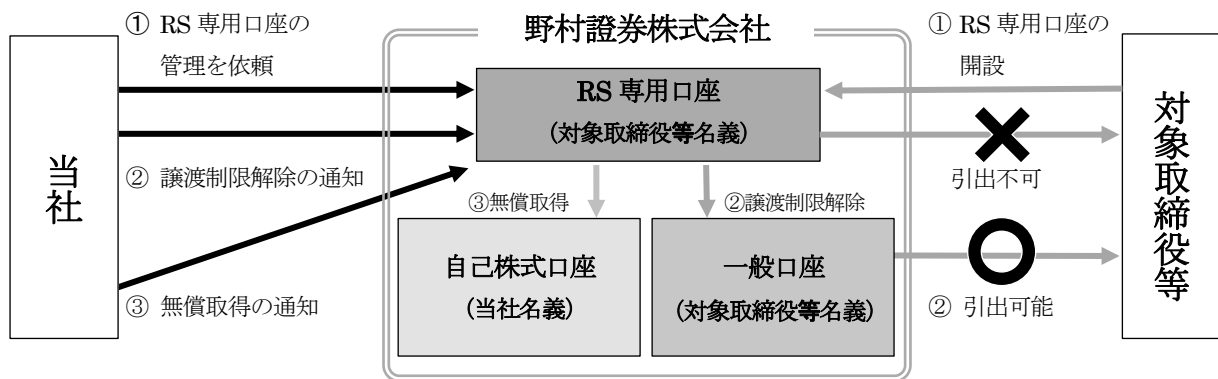 ① RS 専用口座の
管理を依頼
野村證券株式会社
① RS 専用口座の
開設
当社
RS 専用口座
(対象取締役等名義)
対象取締役等
② 譲渡制限解除の通知
引出不可
③無償取得
②譲渡制限解除
自己株式口座
(当社名義)
一般口座
(対象取締役等名義)
③ 無償取得の通知
② 引出可能